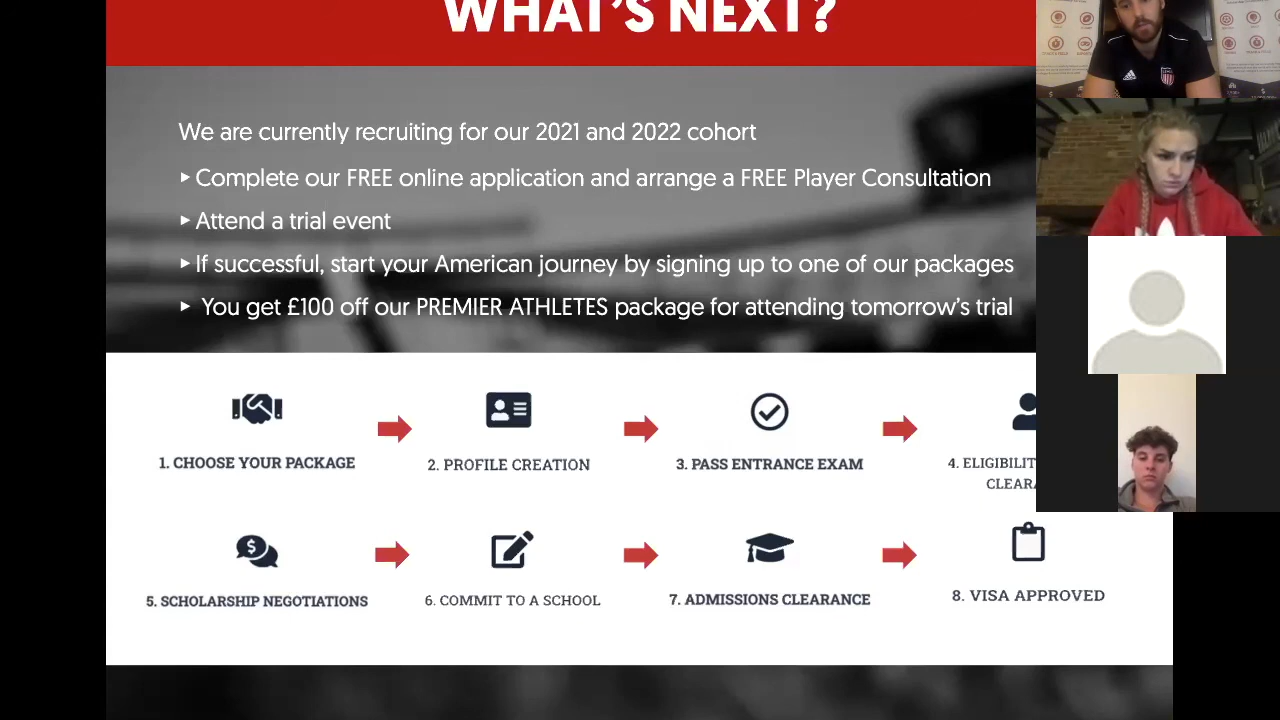 WHAT'S NEXT?
We are currently recruiting for our 2021 and 2022 cohort
▸ Complete our FREE online application and arrange a FREE Player Consultation
▸ Attend a trial event
▸ If successful, start your American journey by signing up to one of our packages
▸ You get £100 off our PREMIER ATHLETES package for attending tomorrow's trial
1. CHOOSE YOUR PACKAGE
2. PROFILE CREATION
3. PASS ENTRANCE EXAM
4.
5. SCHOLARSHIP NEGOTIATIONS
6. COMMIT TO A SCHOOL
7. ADMISSIONS CLEARANCE
8. VISA APPROVED